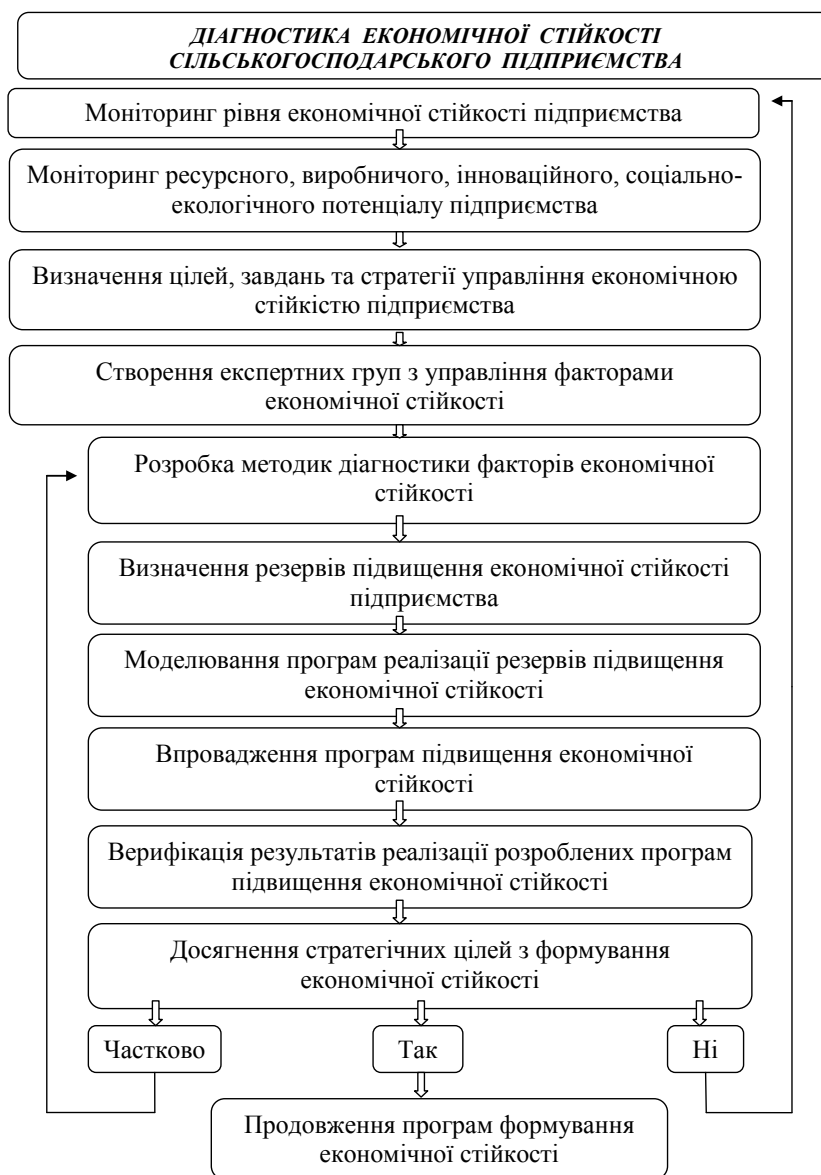 ДІАГНОСТИКА ЕКОНОМІЧНОЇ СТІЙКОСТІ
СІЛЬСЬКОГОСПОДАРСЬКОГО ПІДПРИЄМСТВА
Моніторинг рівня економічної стійкості підприємства
Моніторинг ресурсного, виробничого, інноваційного, соціально-
екологічного потенціалу підприємства
Визначення цілей, завдань та стратегії управління економічною
стійкістю підприємства
Створення експертних груп з управління факторами
економічної стійкості
Розробка методик діагностики факторів економічної
стійкості
Визначення резервів підвищення економічної стійкості
підприємства
Моделювання програм реалізації резервів підвищення
економічної стійкості
Впровадження програм підвищення економічної
стійкості
Верифікація результатів реалізації розроблених програм
підвищення економічної стійкості
Досягнення стратегічних цілей з формування
економічної стійкості
Частково
Так
Ні
Продовження програм формування
економічної стійкості